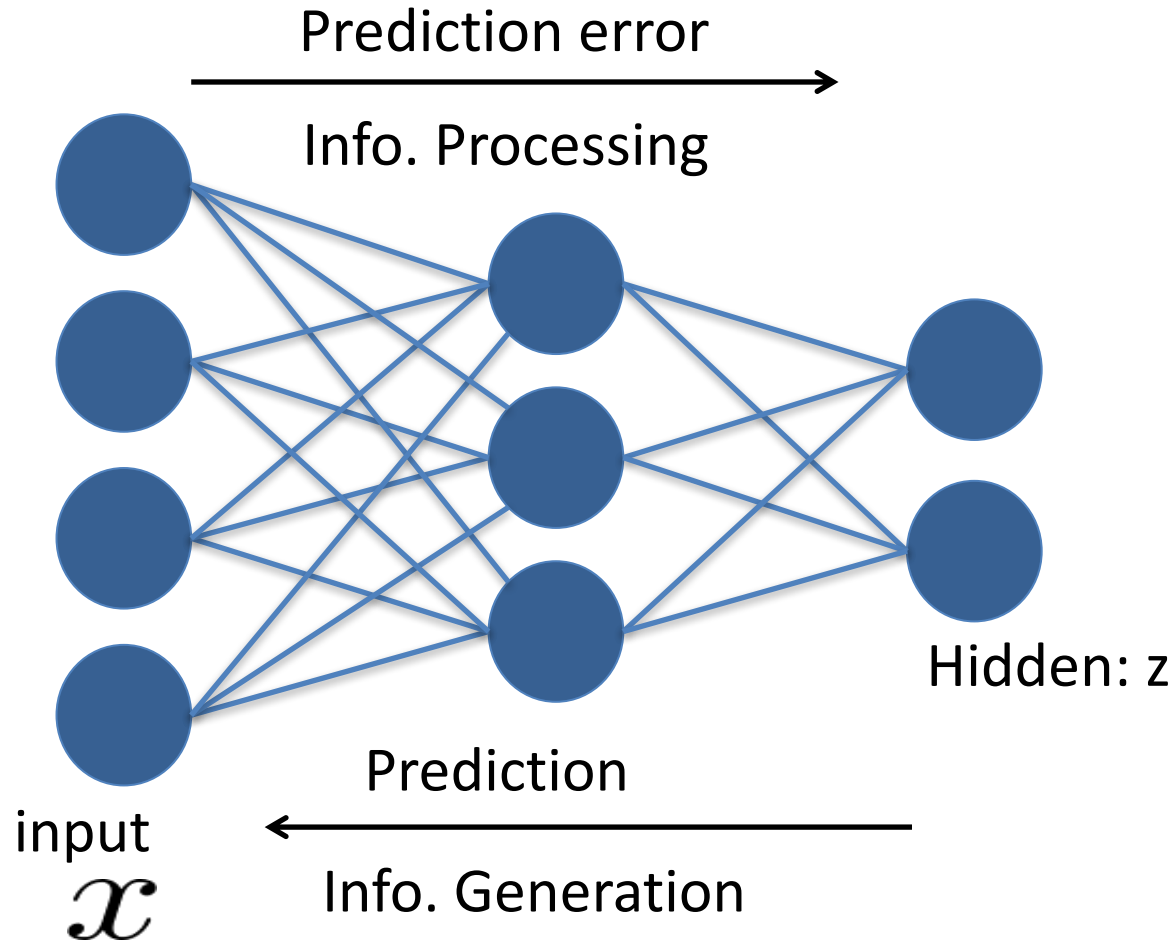 Prediction error
Info. Processing
Hidden: z
Prediction
input
x
Info. Generation